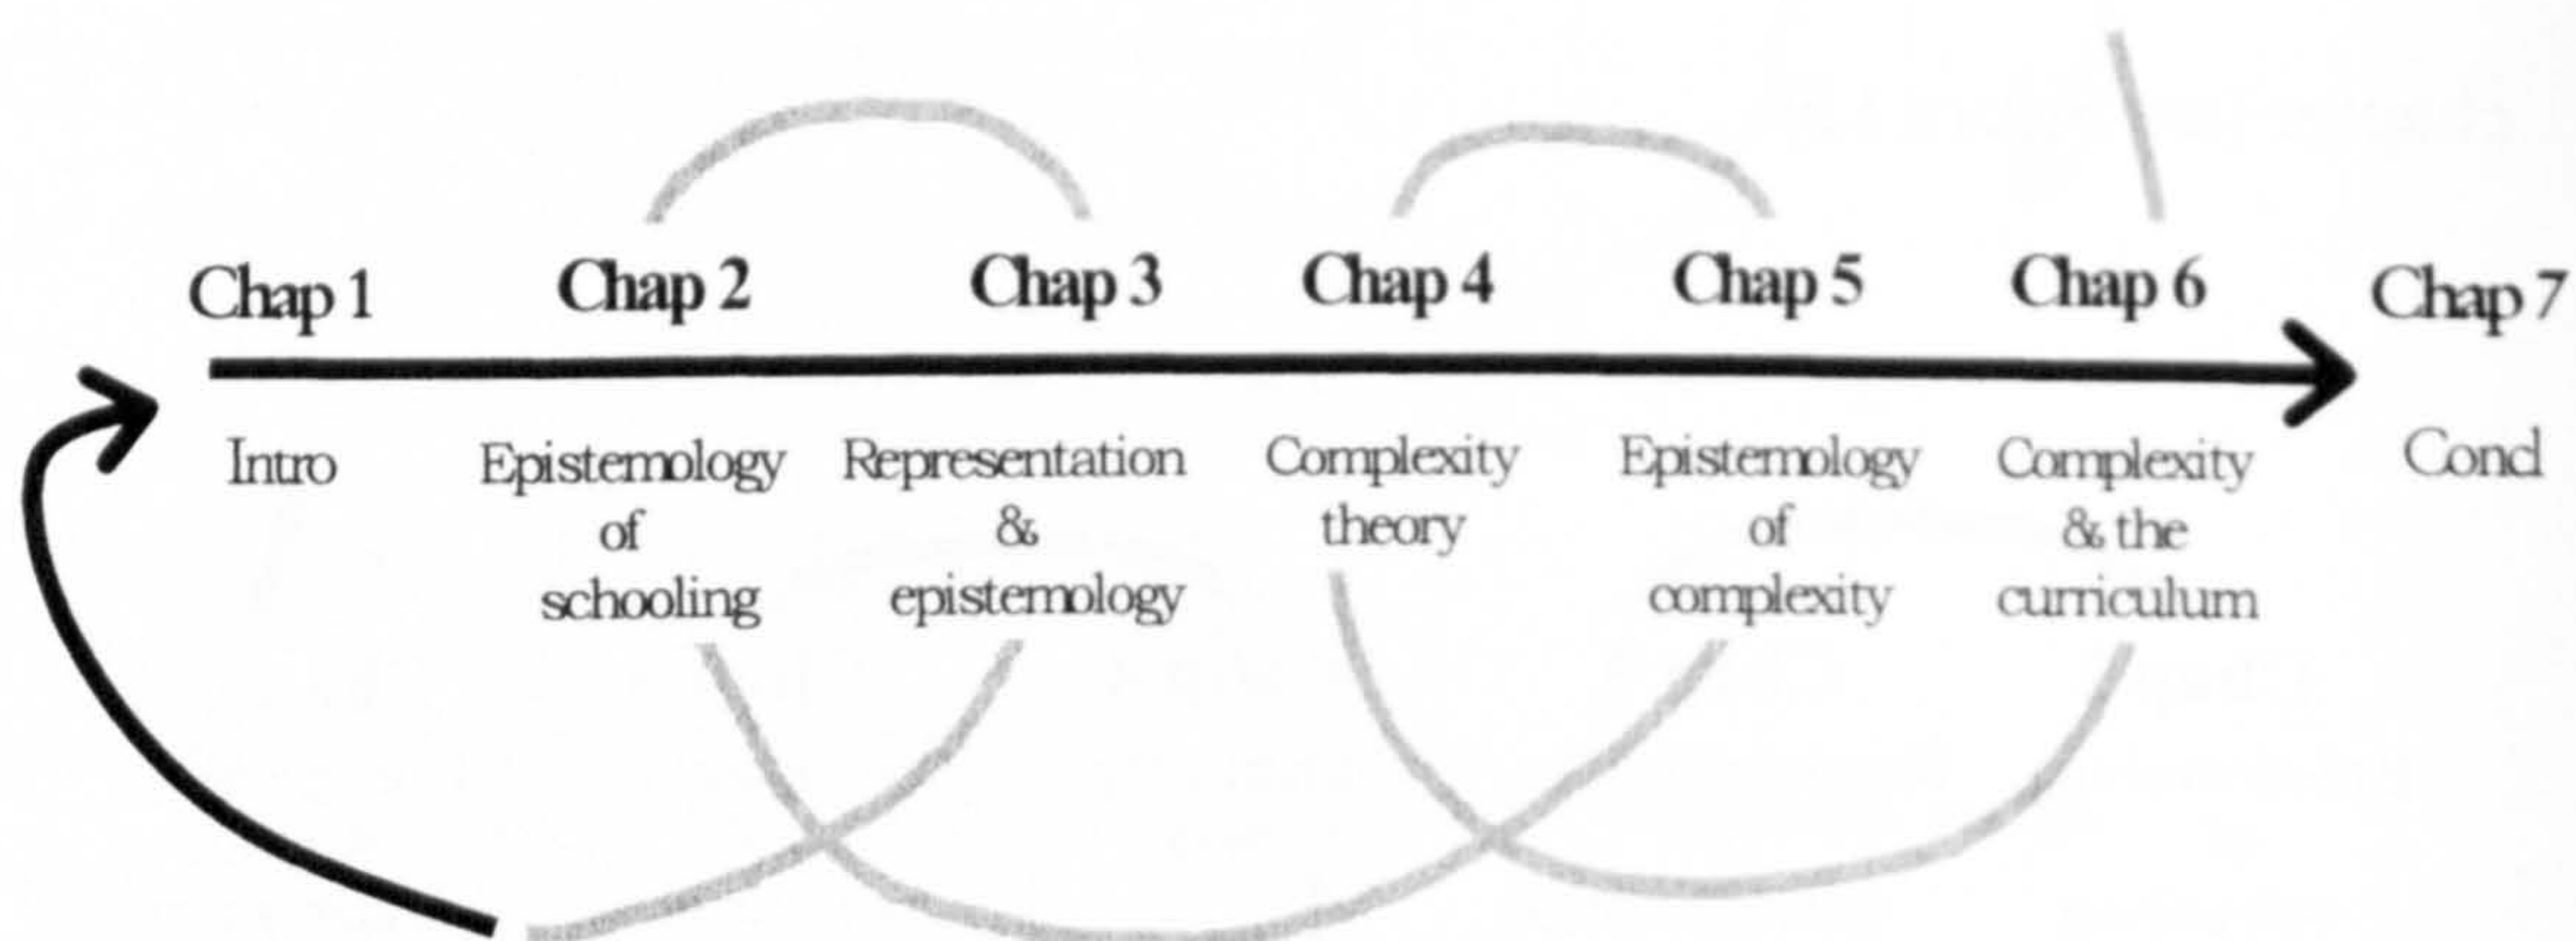 Chap 1 Chap 2 Chap 3 Chap 4 Chap 5 Chap 6 Chap 7
Intro Epistemology Representation Complexity Epistemology Complexity Concl
of & theory of & the
schooling epistemology complexity curriculum